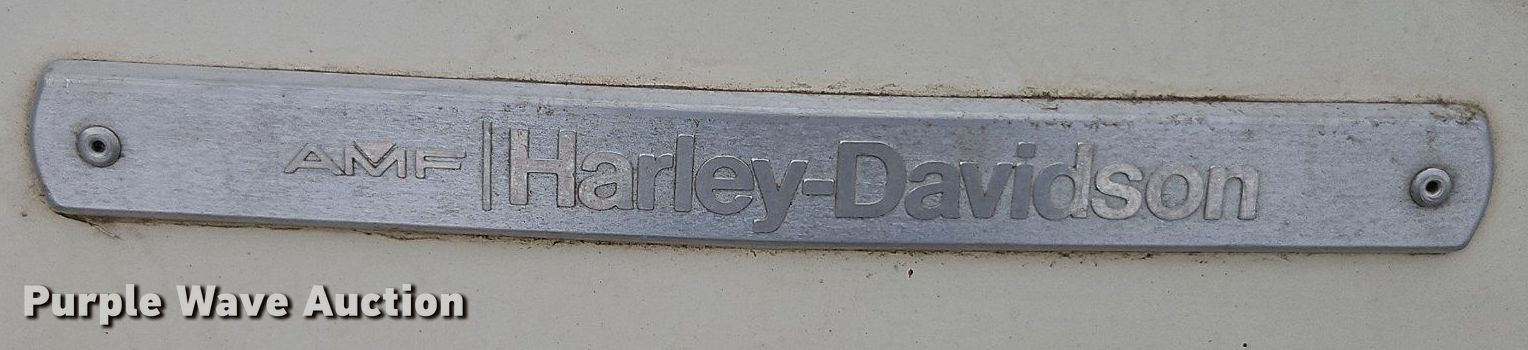 AMF | Harley-Davidson
Purple Wave Auction